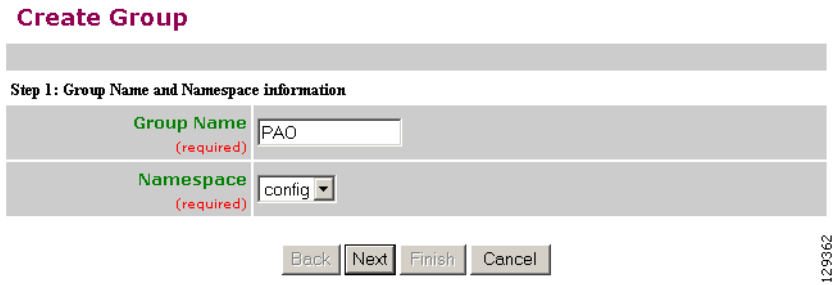 Create Group
Step 1: Group Name and Namespace information
Group Name
(required)
PAO
Namespace
(required)
config
Back Next Finish Cancel
129362